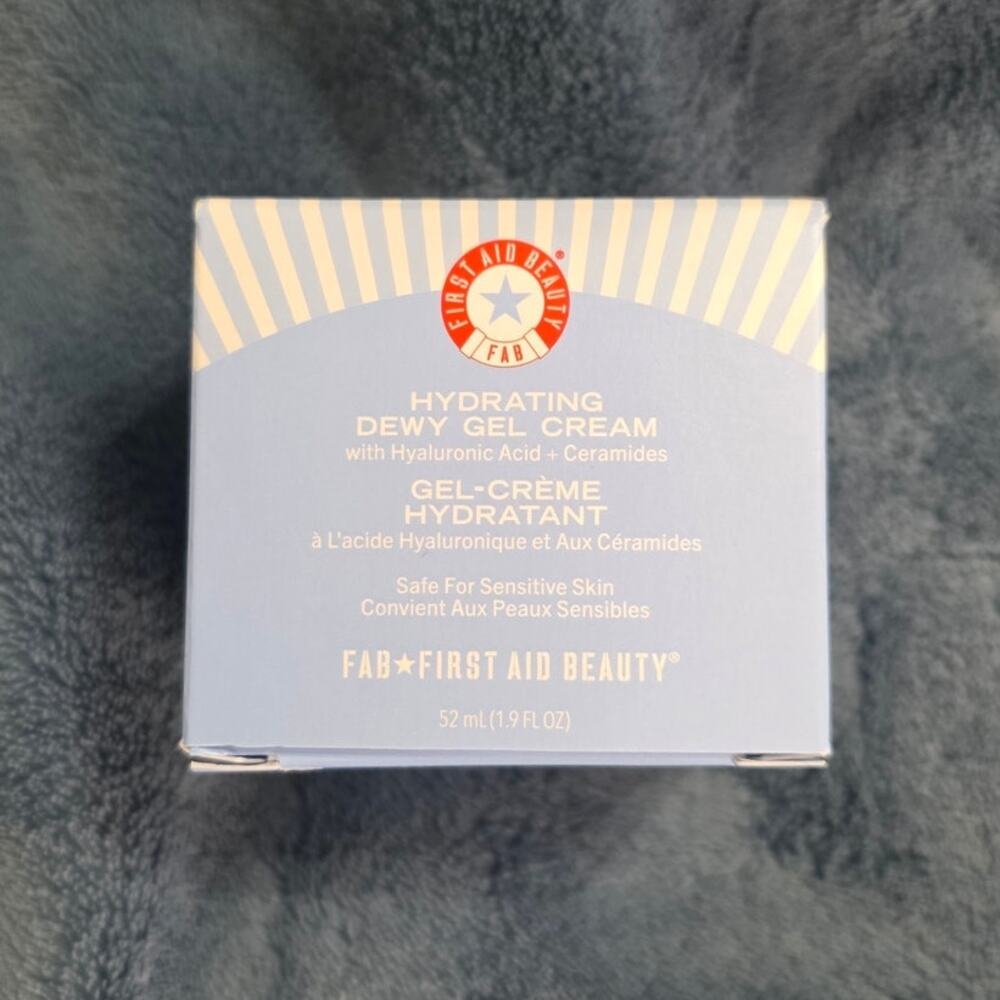 FIRST AID BEAUTY®
FAB
HYDRATING
DEWY GEL CREAM
with Hyaluronic Acid + Ceramides
GEL-CRÈME
HYDRATANT
à L'acide Hyaluronique et Aux Céramides
Safe For Sensitive Skin
Convient Aux Peaux Sensibles
FAB★FIRST AID BEAUTY®
52 mL (1.9 FL OZ)